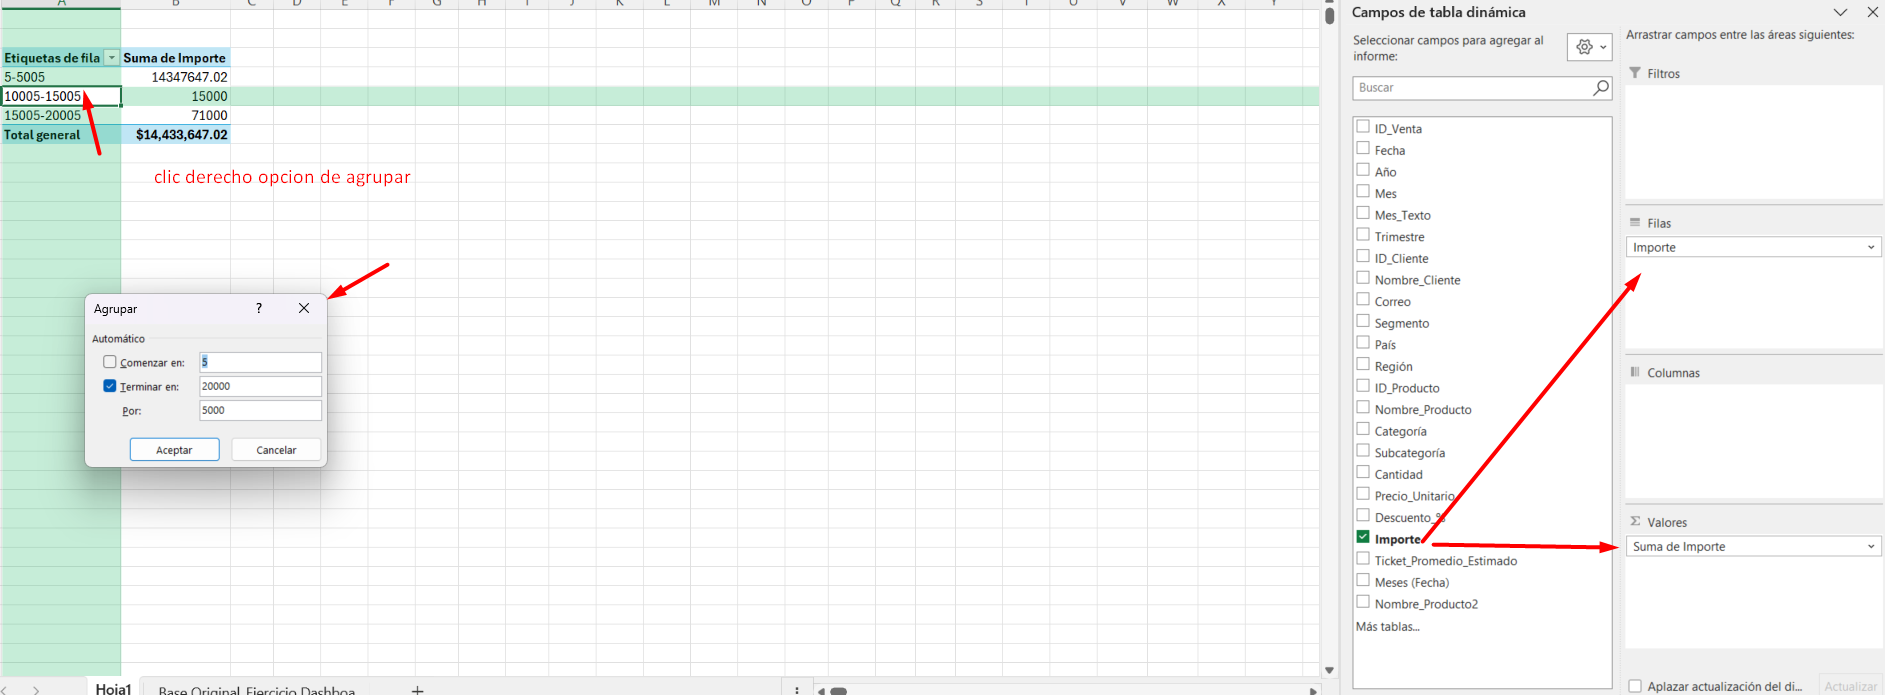 A B C D E F G H I J K L M N O P Q R S T U V W X Y
Etiquetas de fila Suma de Importe
5-5005 14347647.02
10005-15005 15000
15005-20005 71000
Total general $14,433,647.02
clic derecho opcion de agrupar
Agrupar ?
Automático
Comenzar en: 5
Terminar en: 20000
Por: 5000
Aceptar Cancelar
Hoja1 Base Original Ejercicio Dashboa
Campos de tabla dinámica
Seleccionar campos para agregar al
informe:
Buscar
ID_Venta
Fecha
Año
Mes
Mes_Texto
Trimestre
ID_Cliente
Nombre_Cliente
Correo
Segmento
País
Región
ID_Producto
Nombre_Producto
Categoría
Subcategoría
Cantidad
Precio_Unitario
Descuento_%
Importe
Ticket_Promedio_Estimado
Meses (Fecha)
Nombre_Producto2
Más tablas...
Arrastrar campos entre las áreas siguientes:
Filtros
Filas
Importe
Columnas
Σ Valores
Suma de Importe
Aplazar actualización del di... Actualizar